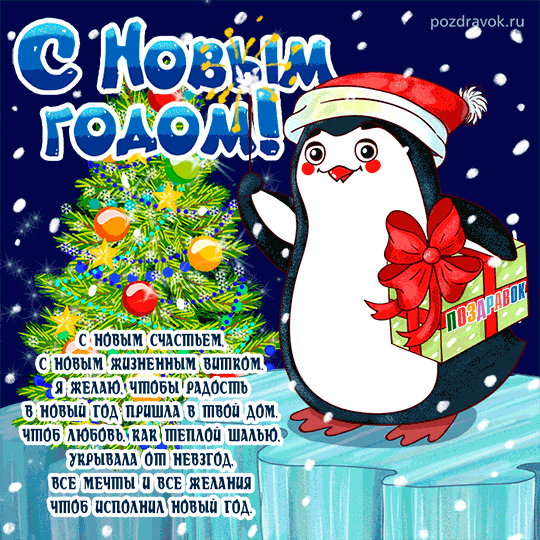 pozdravok.ru
С Новым
годом!
ПОЗДРАВОК
С новым счастьем,
с новым жизненным витком.
Я желаю, чтобы радость
в Новый год пришла в твой дом.
Чтоб любовь, как теплой шалью,
укрывала от невзгод,
все мечты и все желания
чтоб исполнил Новый год.